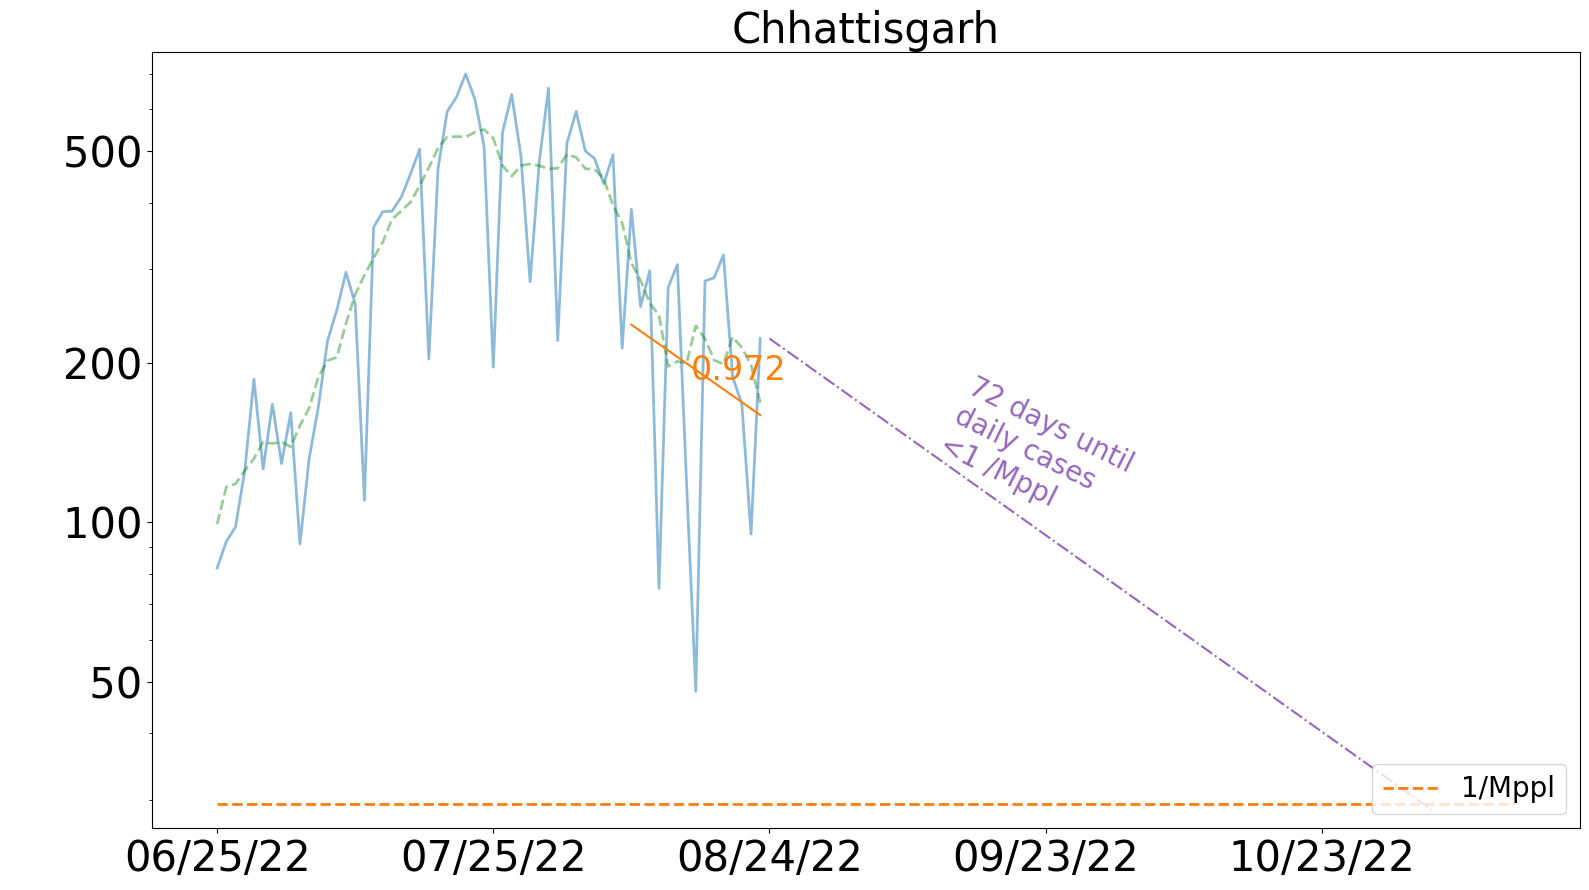 Chhattisgarh
500
200
100
50
0.972
72 days until
daily cases
<1 /Mppl
1/Mppl
06/25/22
07/25/22
08/24/22
09/23/22
10/23/22